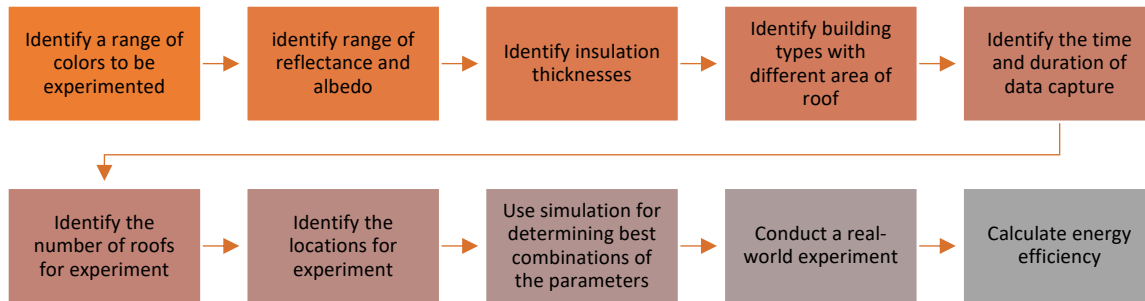 Identify a range of
colors to be
experimented
identify range of
reflectance and
albedo
Identify insulation
thicknesses
Identify building
types with
different area of
roof
Identify the time
and duration of
data capture
Identify the
number of roofs
for experiment
Identify the
locations for
experiment
Use simulation for
determining best
combinations of
the parameters
Conduct a real-
world experiment
Calculate energy
efficiency